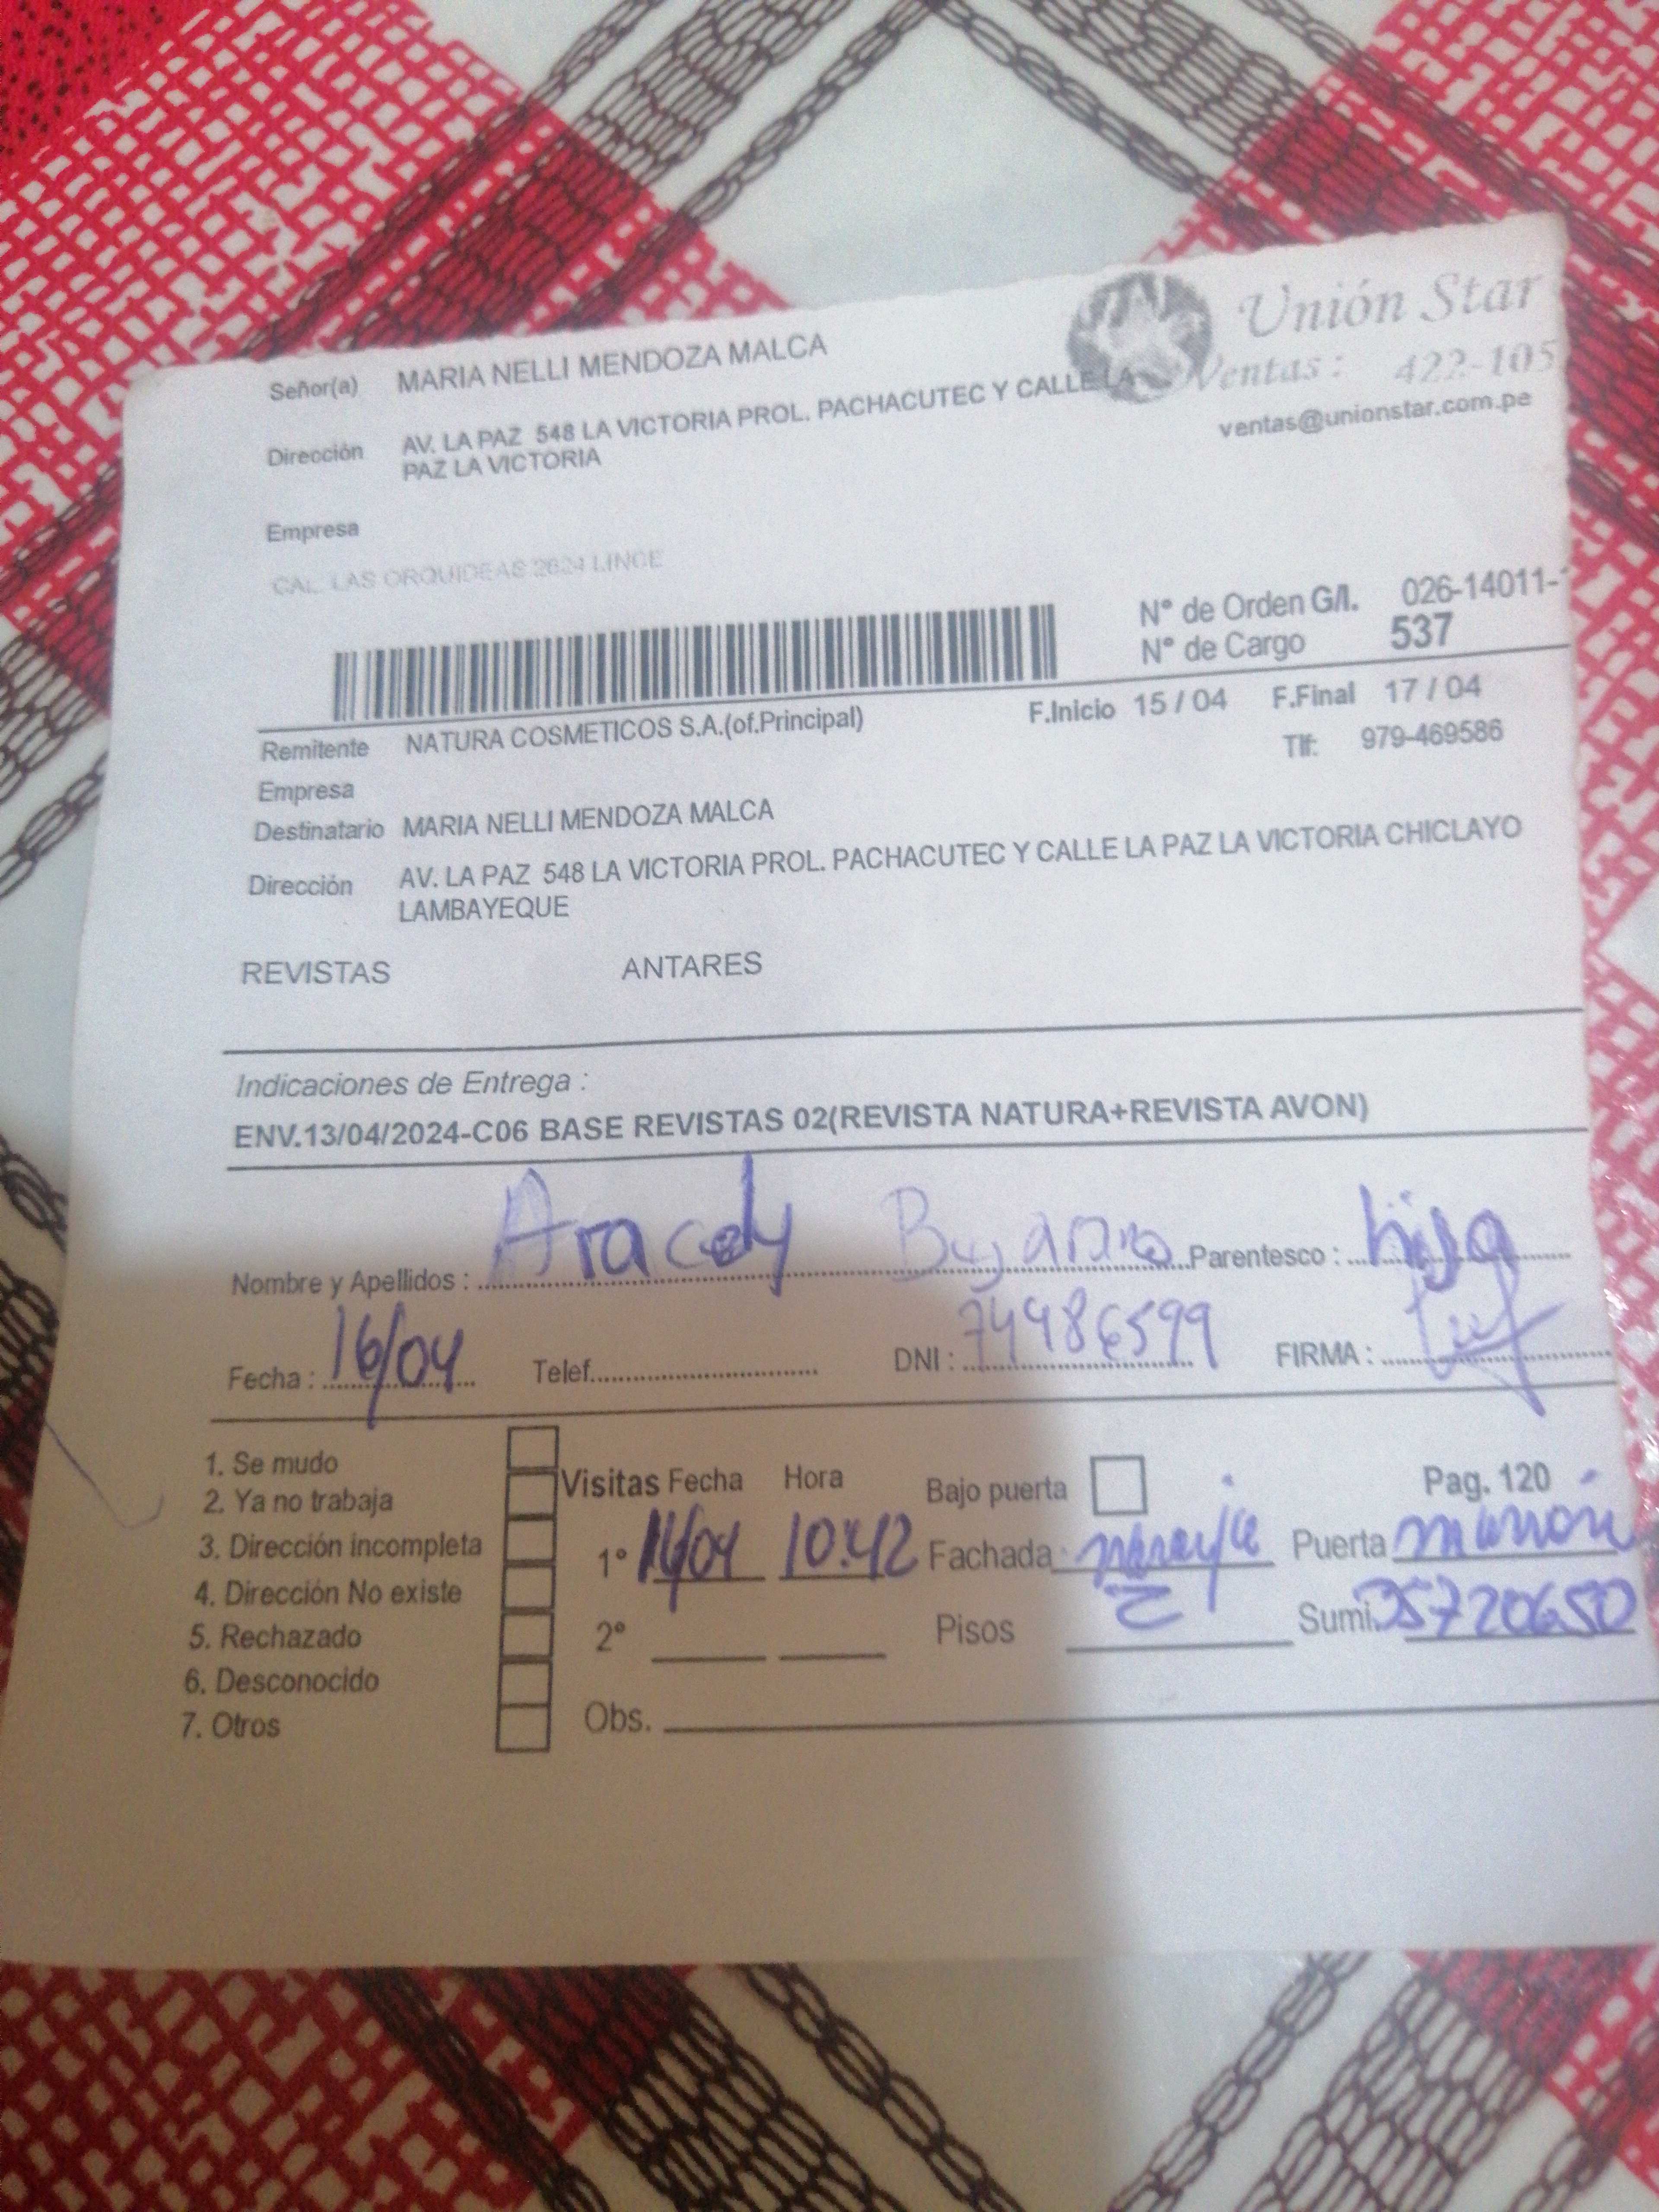 Unión Star
Señor(a) MARIA NELLI MENDOZA MALCA
Ventas: 422-105
Dirección AV. LA PAZ 548 LA VICTORIA PROL. PACHACUTEC Y CALLE LA
PAZ LA VICTORIA
ventas@unionstar.com.pe
Empresa
CAL. LAS ORQUIDEAS 2624 LINCE
N° de Orden G/I. 026-14011-
N° de Cargo 537
Remitente NATURA COSMETICOS S.A.(of.Principal) F.Inicio 15 / 04 F.Final 17 / 04
Tlf: 979-469586
Empresa
Destinatario MARIA NELLI MENDOZA MALCA
Dirección AV. LA PAZ 548 LA VICTORIA PROL. PACHACUTEC Y CALLE LA PAZ LA VICTORIA CHICLAYO
LAMBAYEQUE
REVISTAS ANTARES
Indicaciones de Entrega :
ENV.13/04/2024-C06 BASE REVISTAS 02(REVISTA NATURA+REVISTA AVON)
Nombre y Apellidos : Aracely Parentesco : hija
Fecha : 16/04 Telef. DNI : 74486599 FIRMA :
1. Se mudo
2. Ya no trabaja
3. Dirección incompleta
4. Dirección No existe
5. Rechazado
6. Desconocido
7. Otros
Visitas Fecha Hora Bajo puerta Pag. 120
1° 16/04 10:42 Fachada naranja Puerta marrón
2° Pisos 2 Sumi. 35720650
Obs.